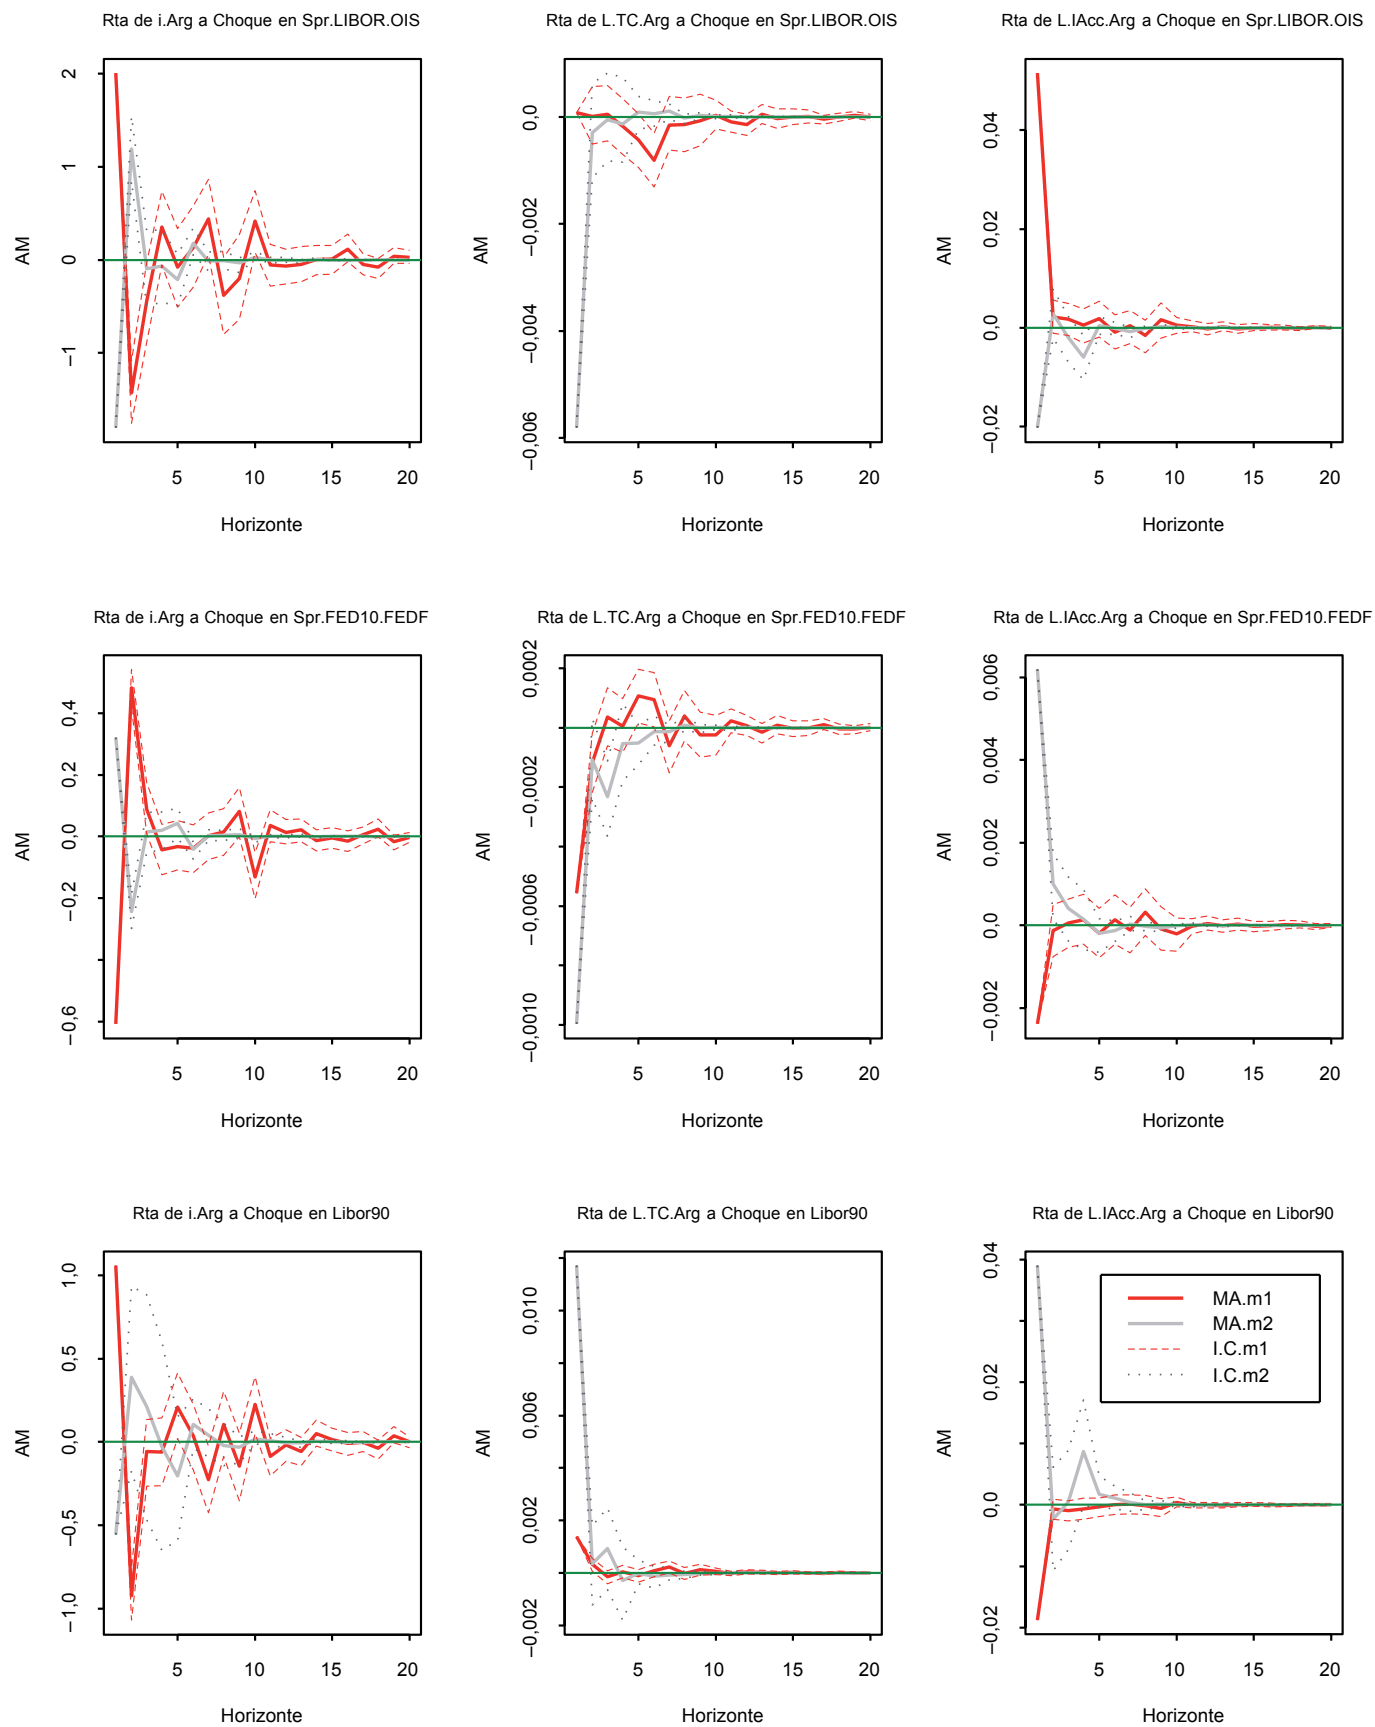 Rta de i.Arg a Choque en Spr.LIBOR.OIS
AM
2
1
0
−1
5 10 15 20
Horizonte
Rta de L.TC.Arg a Choque en Spr.LIBOR.OIS
AM
0,0
−0,002
−0,004
−0,006
5 10 15 20
Horizonte
Rta de L.IAcc.Arg a Choque en Spr.LIBOR.OIS
AM
0,04
0,02
0,0
−0,02
5 10 15 20
Horizonte
Rta de i.Arg a Choque en Spr.FED10.FEDF
AM
0,4
0,2
0,0
−0,2
−0,6
5 10 15 20
Horizonte
Rta de L.TC.Arg a Choque en Spr.FED10.FEDF
AM
0,0002
−0,0002
−0,0006
−0,0010
5 10 15 20
Horizonte
Rta de L.IAcc.Arg a Choque en Spr.FED10.FEDF
AM
0,006
0,004
0,002
0,0
−0,002
5 10 15 20
Horizonte
Rta de i.Arg a Choque en Libor90
AM
1,0
0,5
0,0
−0,5
−1,0
5 10 15 20
Horizonte
Rta de L.TC.Arg a Choque en Libor90
AM
0,010
0,006
0,002
−0,002
5 10 15 20
Horizonte
Rta de L.IAcc.Arg a Choque en Libor90
AM
0,04
0,02
0,0
−0,02
MA.m1
MA.m2
I.C.m1
I.C.m2
5 10 15 20
Horizonte